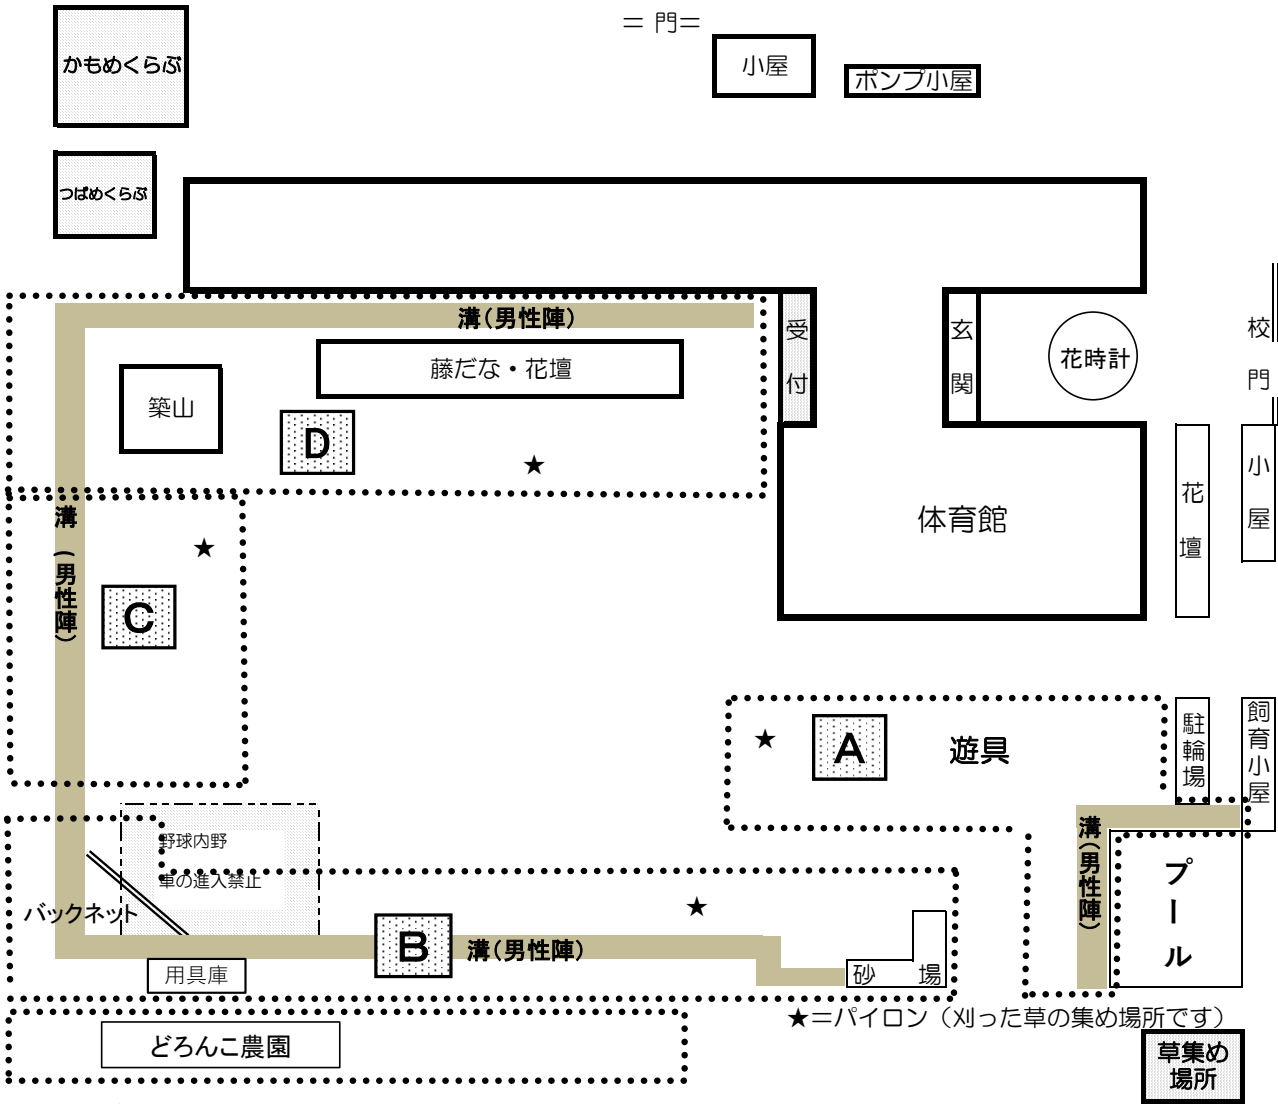 ＝ 門＝
かもめくらぶ
小屋
ポンプ小屋
つばめくらぶ
溝（男性陣）
受付
玄関
花時計
校門
藤だな・花壇
築山
D
★
小屋
花壇
体育館
溝（男性陣）
★
C
飼育小屋
駐輪場
★
A
遊具
野球内野
車の進入禁止
溝（男性陣）
プール
バックネット
★
B
溝（男性陣）
用具庫
砂場
★＝パイロン（刈った草の集め場所です）
どろんこ農園
草集め
場所